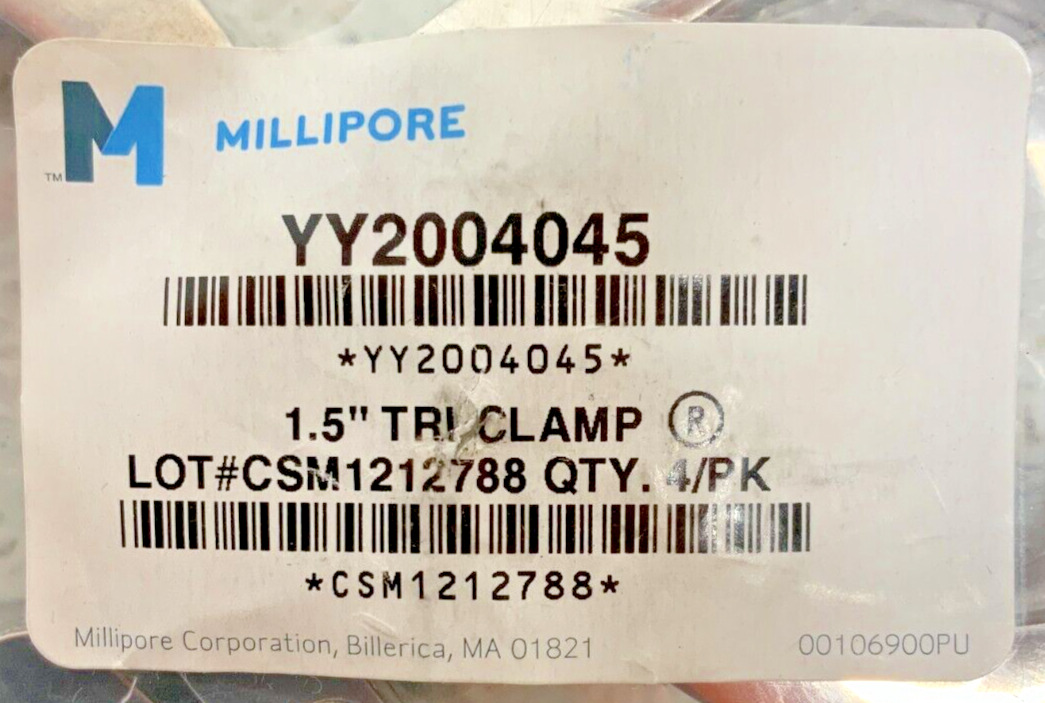 M
TM
MILLIPORE
YY2004045
*YY2004045*
1.5" TRI CLAMP ®
LOT#CSM1212788 QTY. 4/PK
*CSM1212788*
Millipore Corporation, Billerica, MA 01821
00106900PU